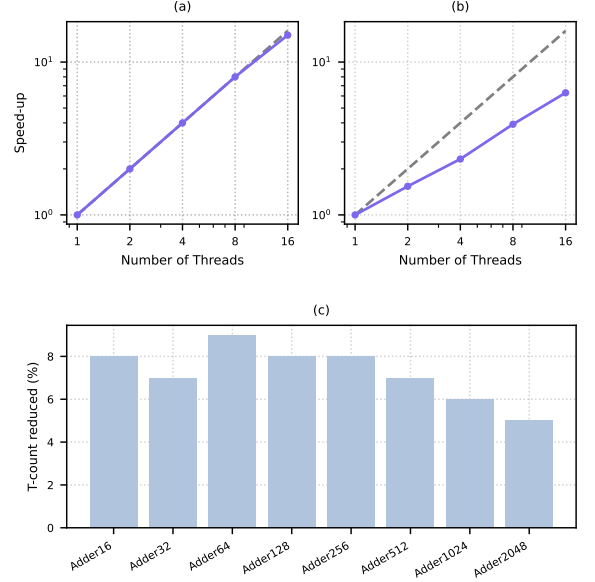 (a)
(b)
Speed-up
10¹
10⁰
1 2 4 8 16
Number of Threads
10¹
10⁰
1 2 4 8 16
Number of Threads
(c)
T-count reduced (%)
8
6
4
2
0
Adder16 Adder32 Adder64 Adder128 Adder256 Adder512 Adder1024 Adder2048